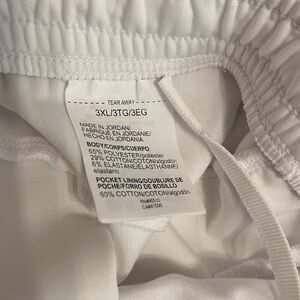 TEAR AWAY
3XL/3TG/3EG
MADE IN JORDAN/
FABRIQUÉ EN JORDANIE/
HECHO EN JORDANIA
BODY/CORPS/CUERPO
65% POLYESTER/poliéster
29% COTTON/COTON/algodón
6% ELASTANE/ELASTHANNE/
elastano
POCKET LINING/DOUBLURE DE
POCHE/FORRO DE BOLSILLO
60% COTTON/COTON/algodón